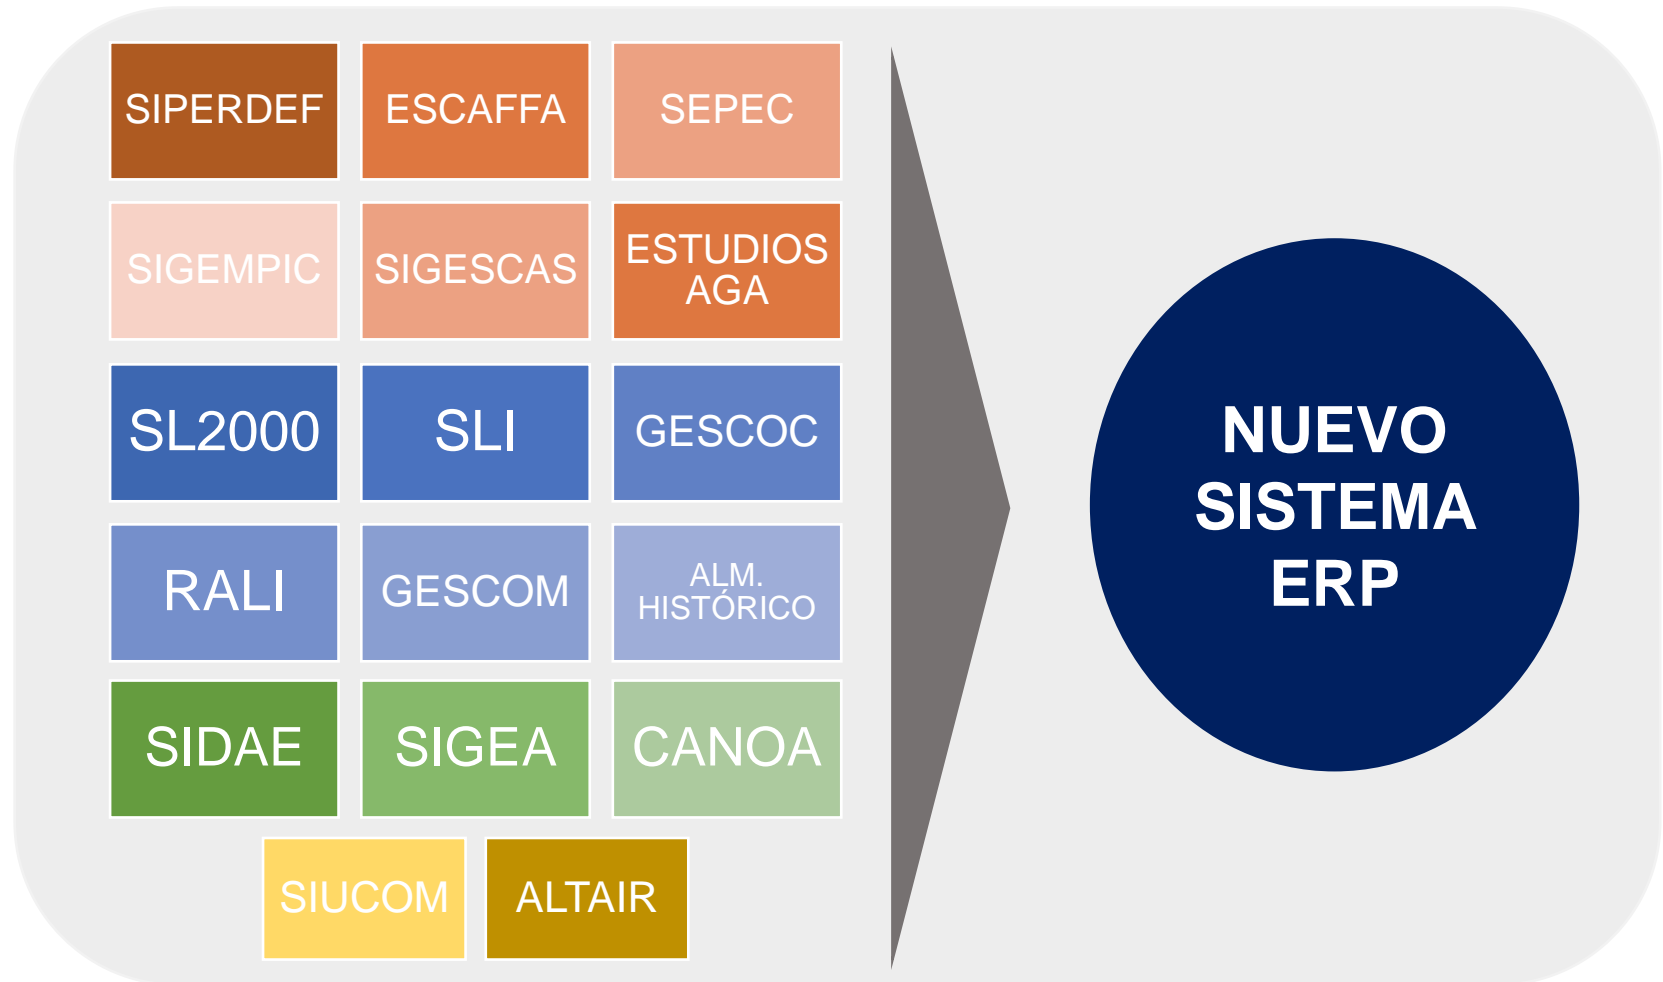 SIPERDEF
ESCAFFA
SEPEC
SIGEMPIC
SIGESCAS
ESTUDIOS
AGA
SL2000
SLI
GESCOC
RALI
GESCOM
ALM.
HISTÓRICO
SIDAE
SIGEA
CANOA
SIUCOM
ALTAIR
NUEVO
SISTEMA
ERP